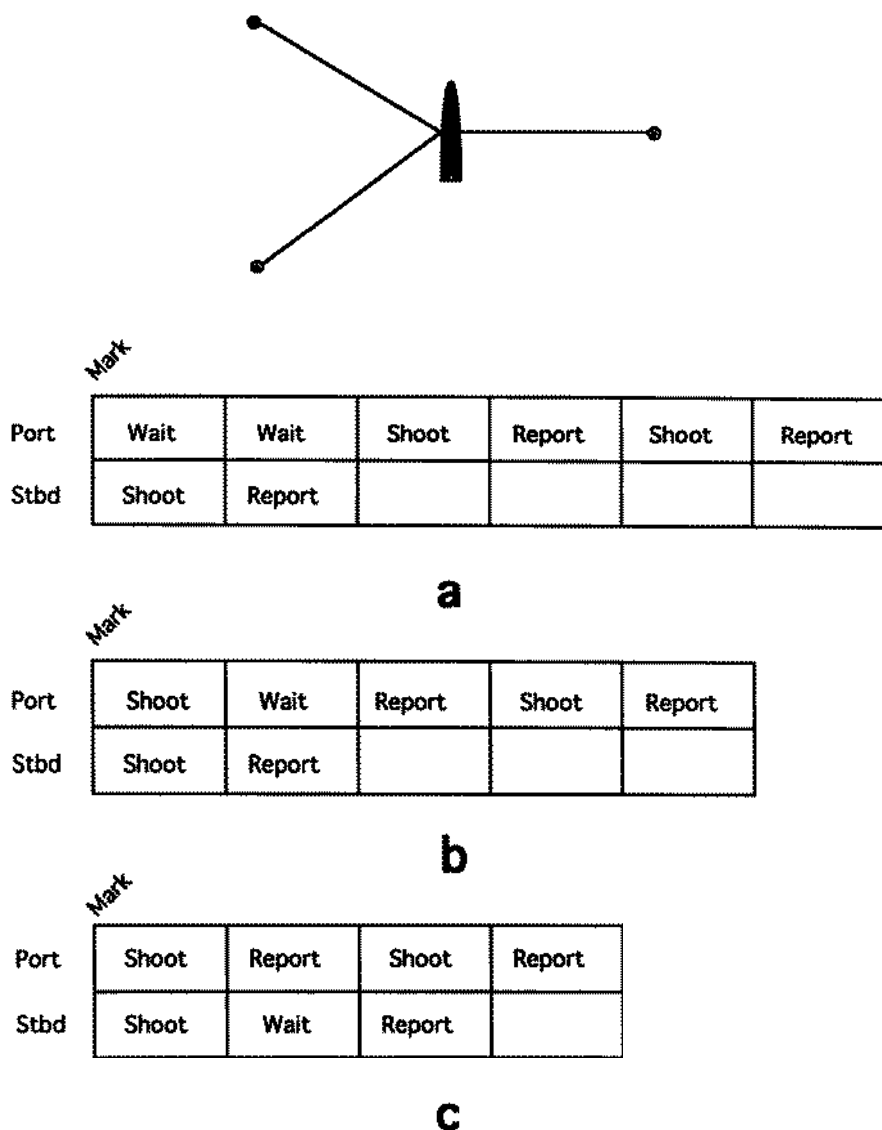 Mark
Port Wait Wait Shoot Report Shoot Report
Stbd Shoot Report
a
Mark
Port Shoot Wait Report Shoot Report
Stbd Shoot Report
b
Mark
Port Shoot Report Shoot Report
Stbd Shoot Wait Report
c